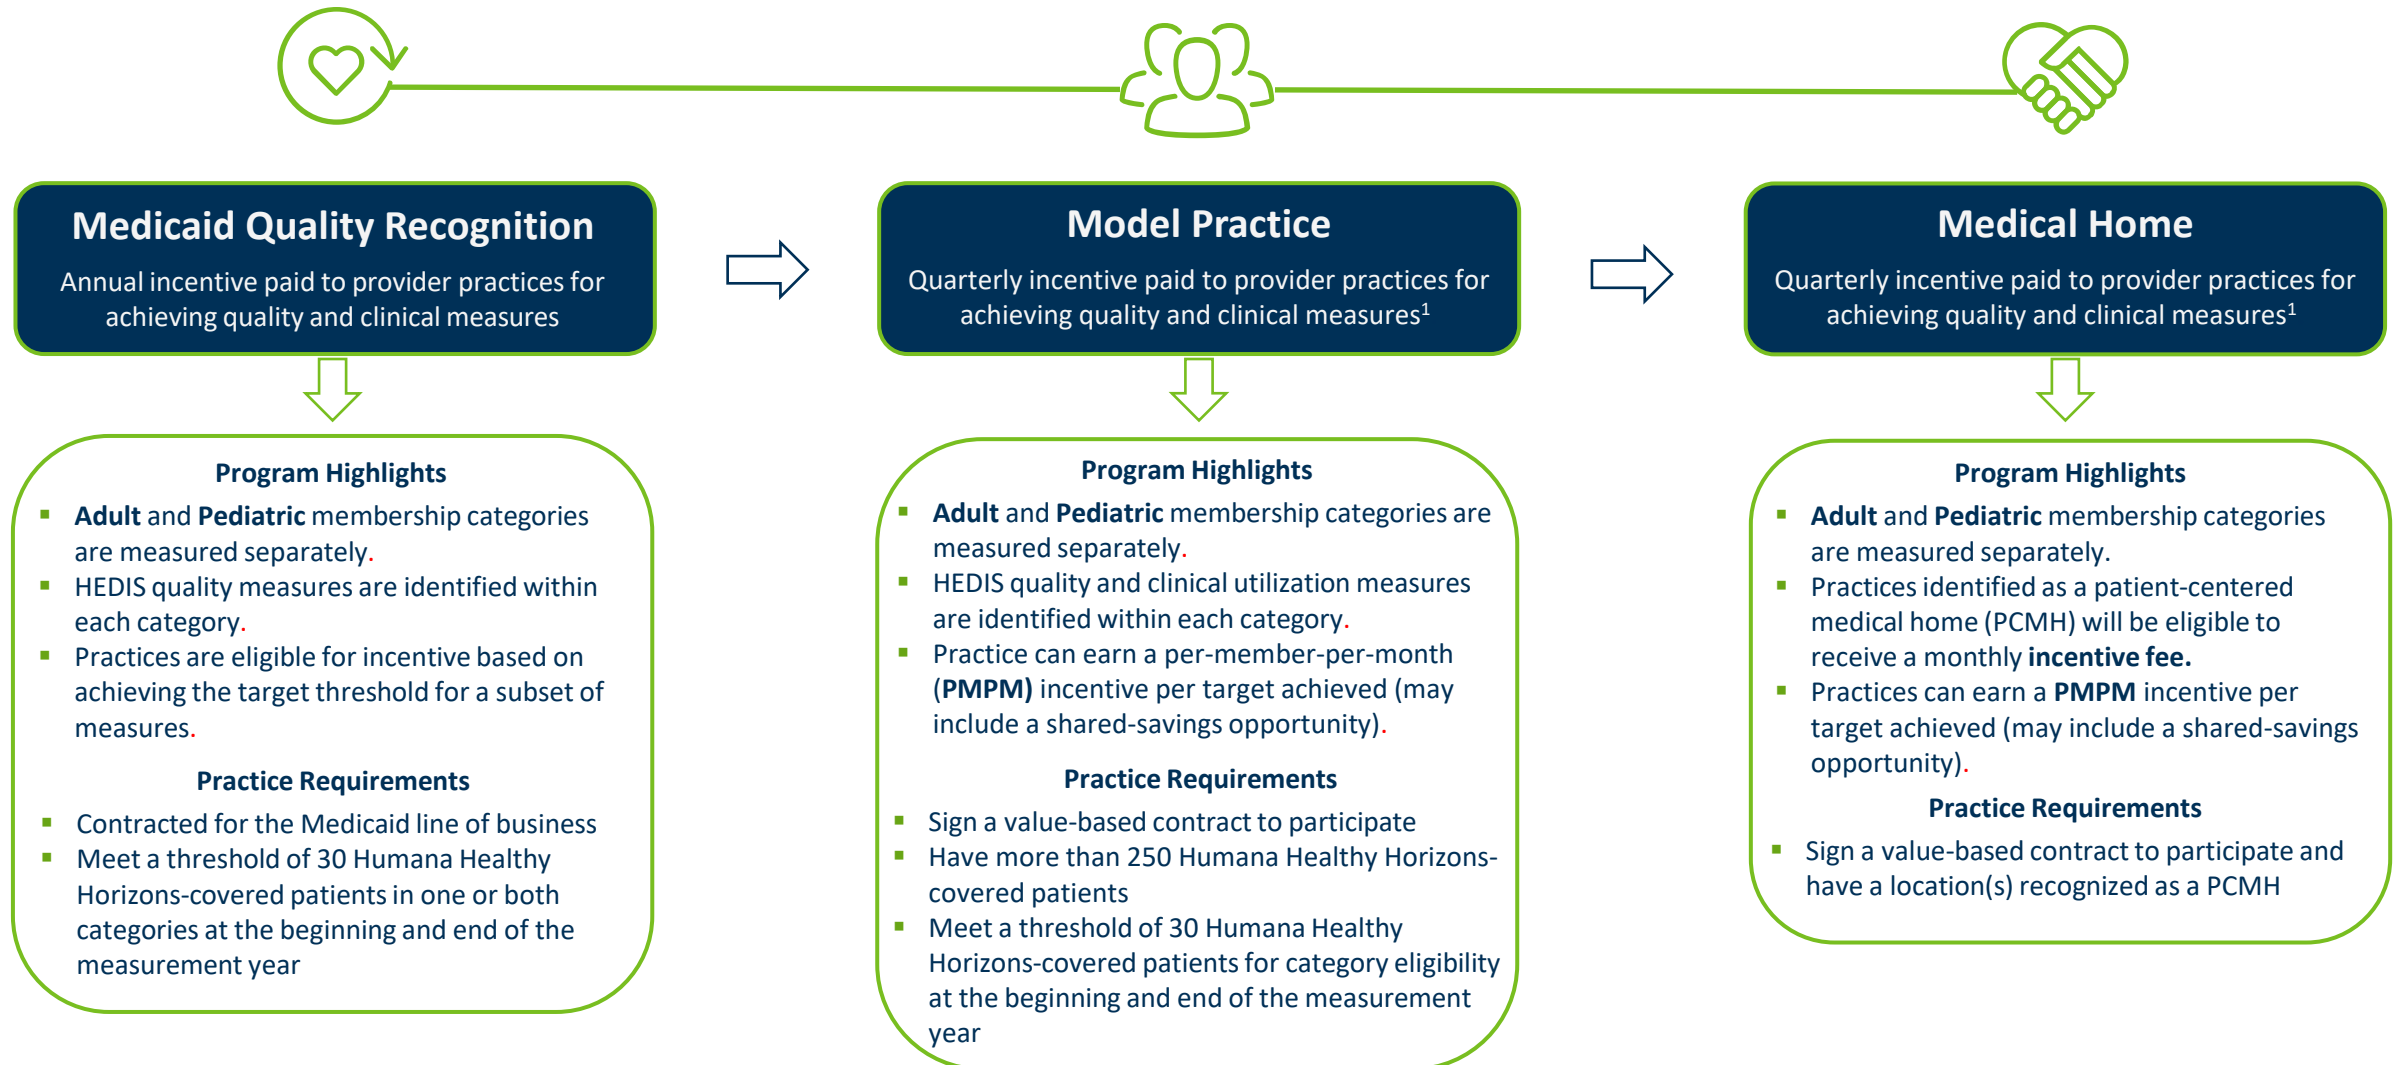 Medicaid Quality Recognition
Annual incentive paid to provider practices for
achieving quality and clinical measures
Program Highlights
▪ Adult and Pediatric membership categories
are measured separately.
▪ HEDIS quality measures are identified within
each category.
▪ Practices are eligible for incentive based on
achieving the target threshold for a subset of
measures.
Practice Requirements
▪ Contracted for the Medicaid line of business
▪ Meet a threshold of 30 Humana Healthy
Horizons-covered patients in one or both
categories at the beginning and end of the
measurement year
Model Practice
Quarterly incentive paid to provider practices for
achieving quality and clinical measures¹
Program Highlights
▪ Adult and Pediatric membership categories are
measured separately.
▪ HEDIS quality and clinical utilization measures
are identified within each category.
▪ Practice can earn a per-member-per-month
(PMPM) incentive per target achieved (may
include a shared-savings opportunity).
Practice Requirements
▪ Sign a value-based contract to participate
▪ Have more than 250 Humana Healthy Horizons-
covered patients
▪ Meet a threshold of 30 Humana Healthy
Horizons-covered patients for category eligibility
at the beginning and end of the measurement
year
Medical Home
Quarterly incentive paid to provider practices for
achieving quality and clinical measures¹
Program Highlights
▪ Adult and Pediatric membership categories
are measured separately.
▪ Practices identified as a patient-centered
medical home (PCMH) will be eligible to
receive a monthly incentive fee.
▪ Practices can earn a PMPM incentive per
target achieved (may include a shared-savings
opportunity).
Practice Requirements
▪ Sign a value-based contract to participate and
have a location(s) recognized as a PCMH